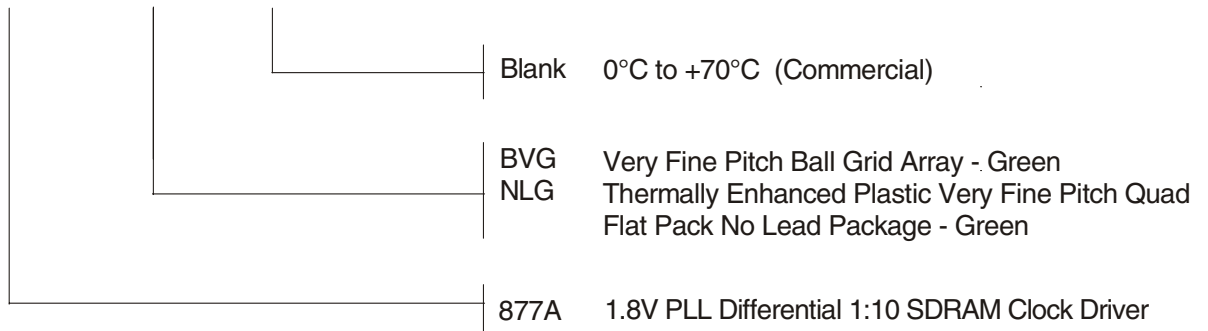 Blank 0°C to +70°C (Commercial)
BVG Very Fine Pitch Ball Grid Array - Green
NLG Thermally Enhanced Plastic Very Fine Pitch Quad
Flat Pack No Lead Package - Green
877A 1.8V PLL Differential 1:10 SDRAM Clock Driver